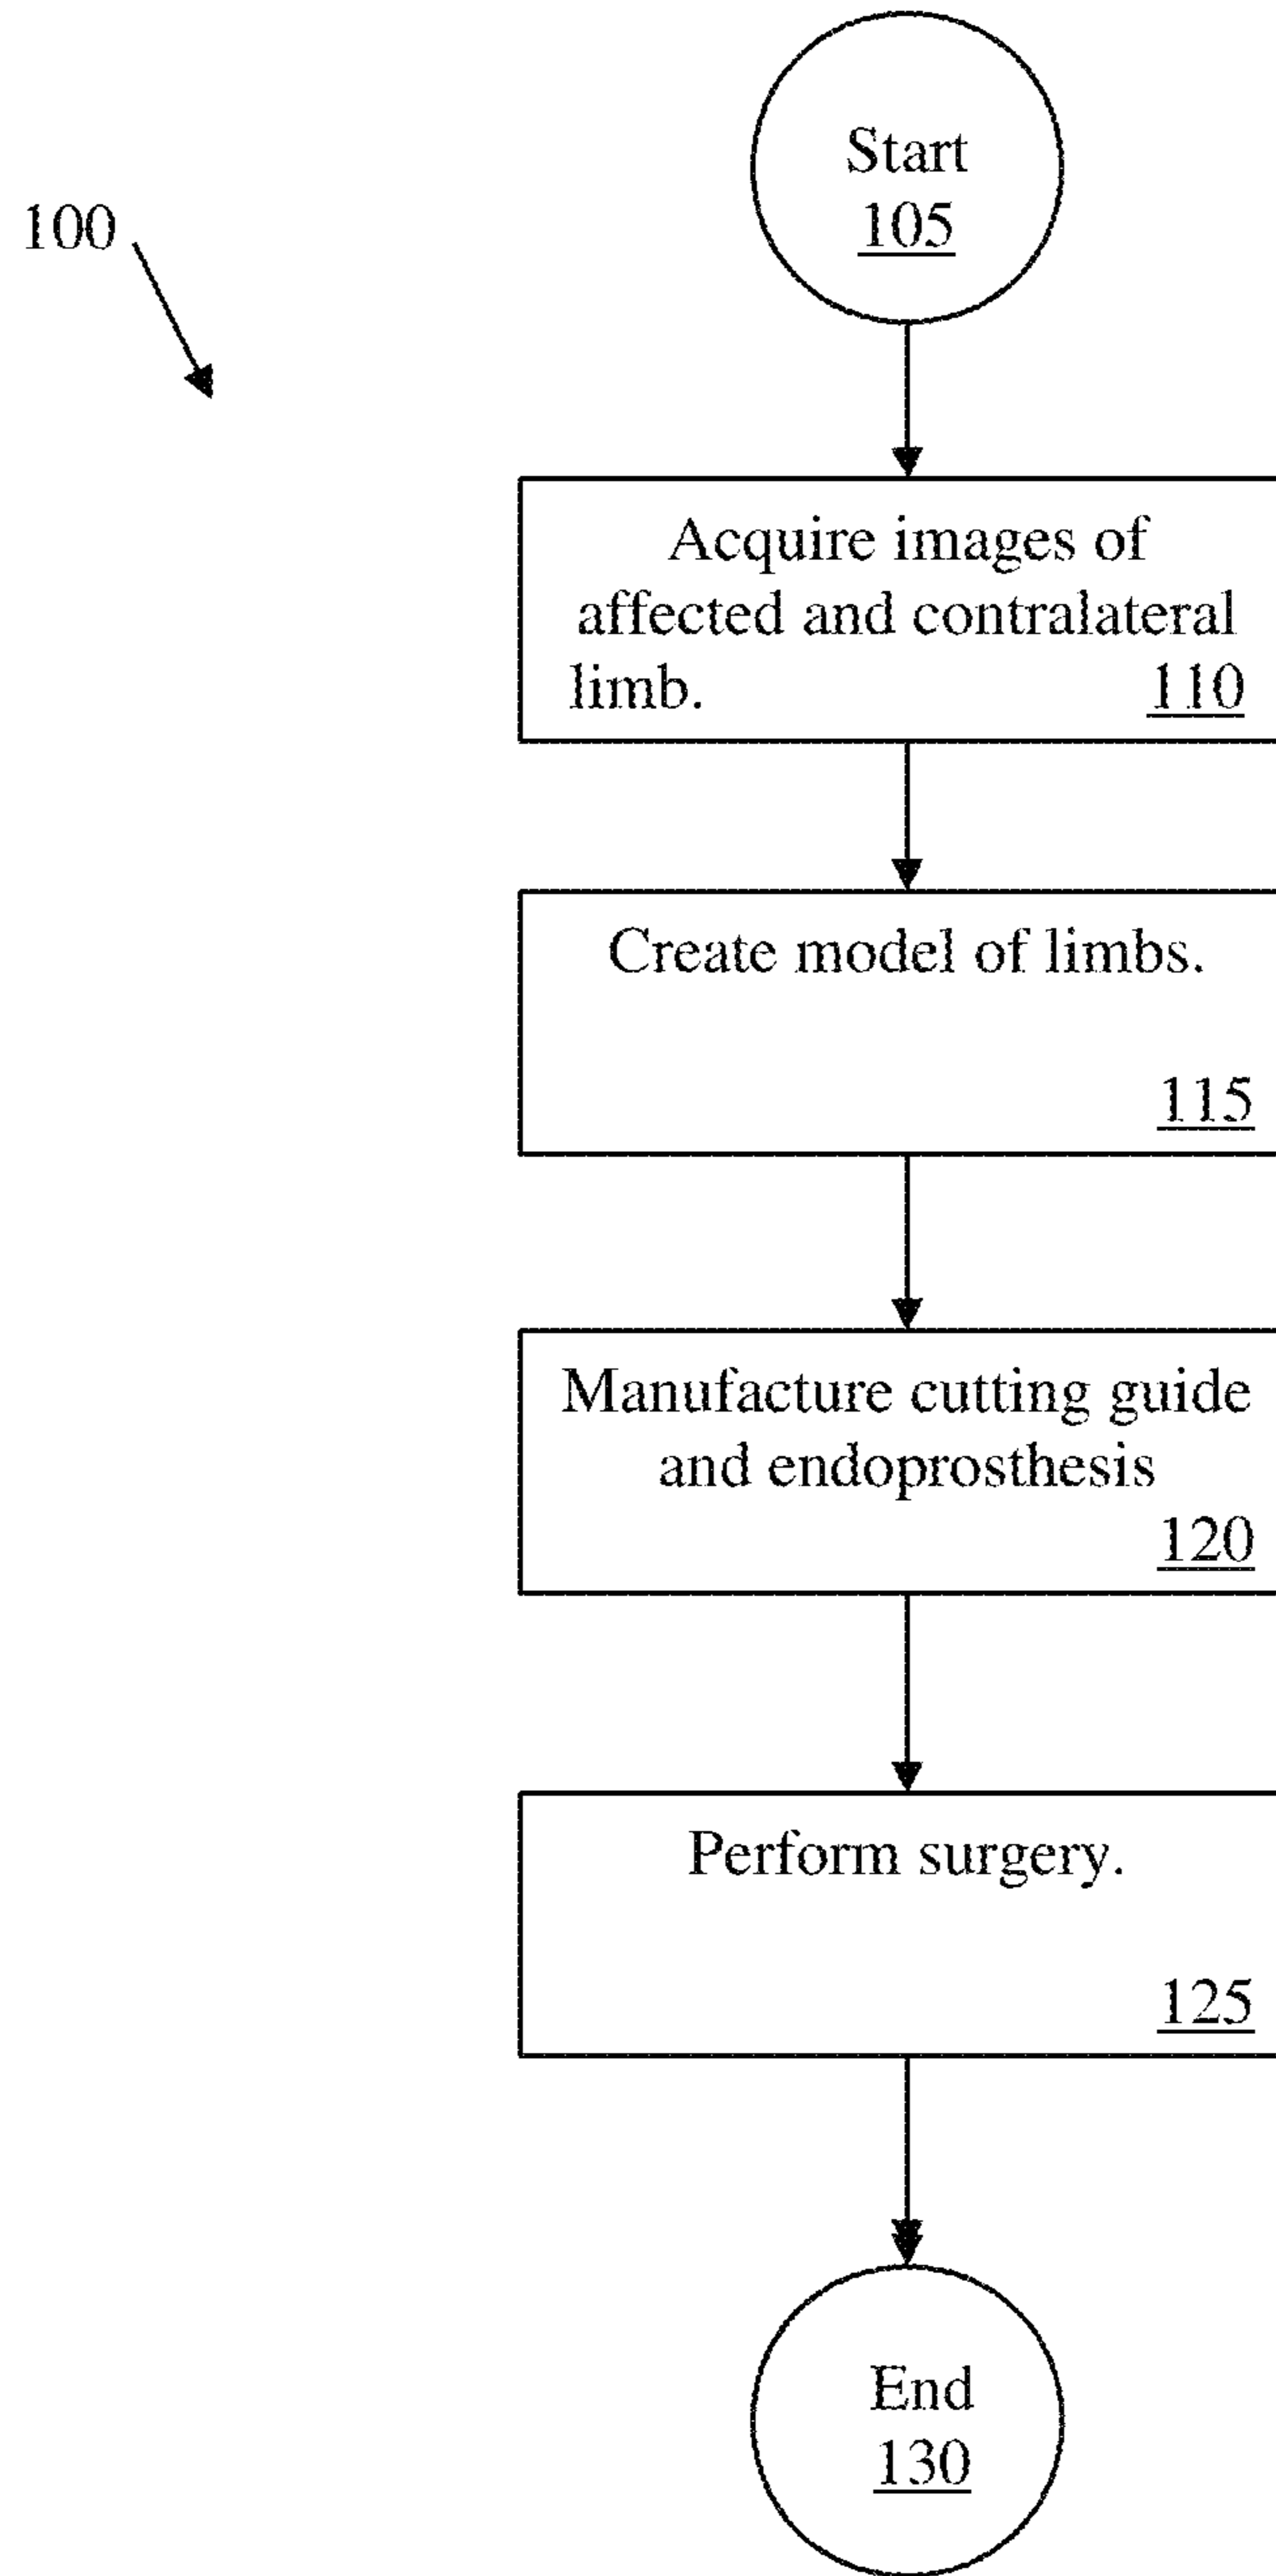 100
Start
105
Acquire images of
affected and contralateral
limb. 110
Create model of limbs.
115
Manufacture cutting guide
and endoprosthesis
120
Perform surgery.
125
End
130